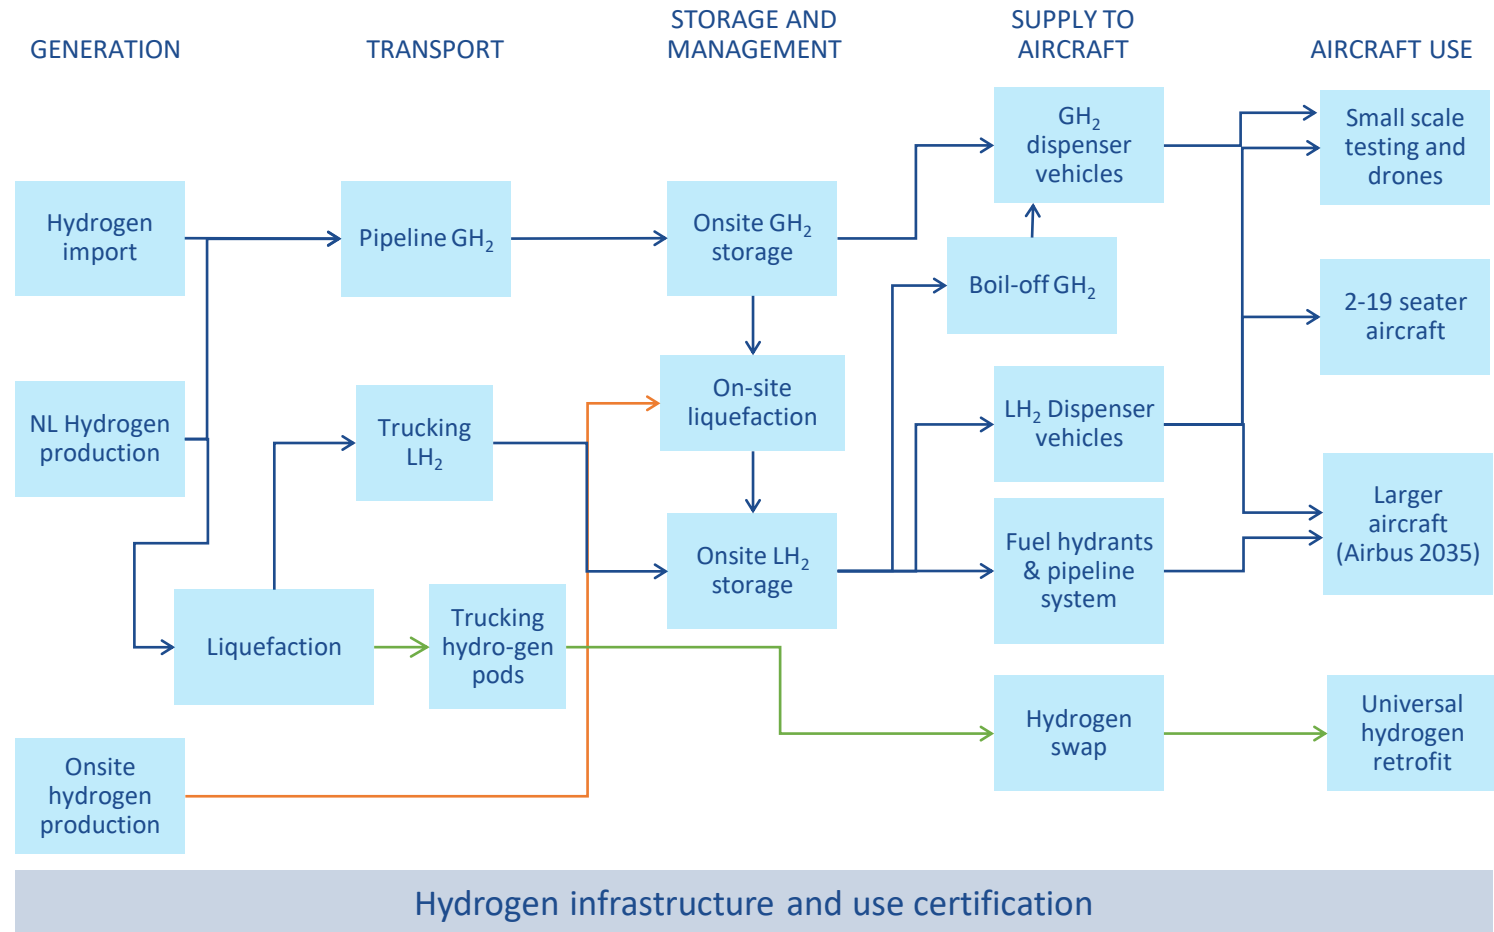 GENERATION
TRANSPORT
STORAGE AND
MANAGEMENT
SUPPLY TO
AIRCRAFT
AIRCRAFT USE
Hydrogen
import
Pipeline GH₂
Onsite GH₂
storage
GH₂
dispenser
vehicles
Small scale
testing and
drones
Boil-off GH₂
2-19 seater
aircraft
NL Hydrogen
production
Trucking
LH₂
On-site
liquefaction
LH₂ Dispenser
vehicles
Larger
aircraft
(Airbus 2035)
Onsite LH₂
storage
Fuel hydrants
& pipeline
system
Liquefaction
Trucking
hydro-gen
pods
Hydrogen
swap
Universal
hydrogen
retrofit
Onsite
hydrogen
production
Hydrogen infrastructure and use certification